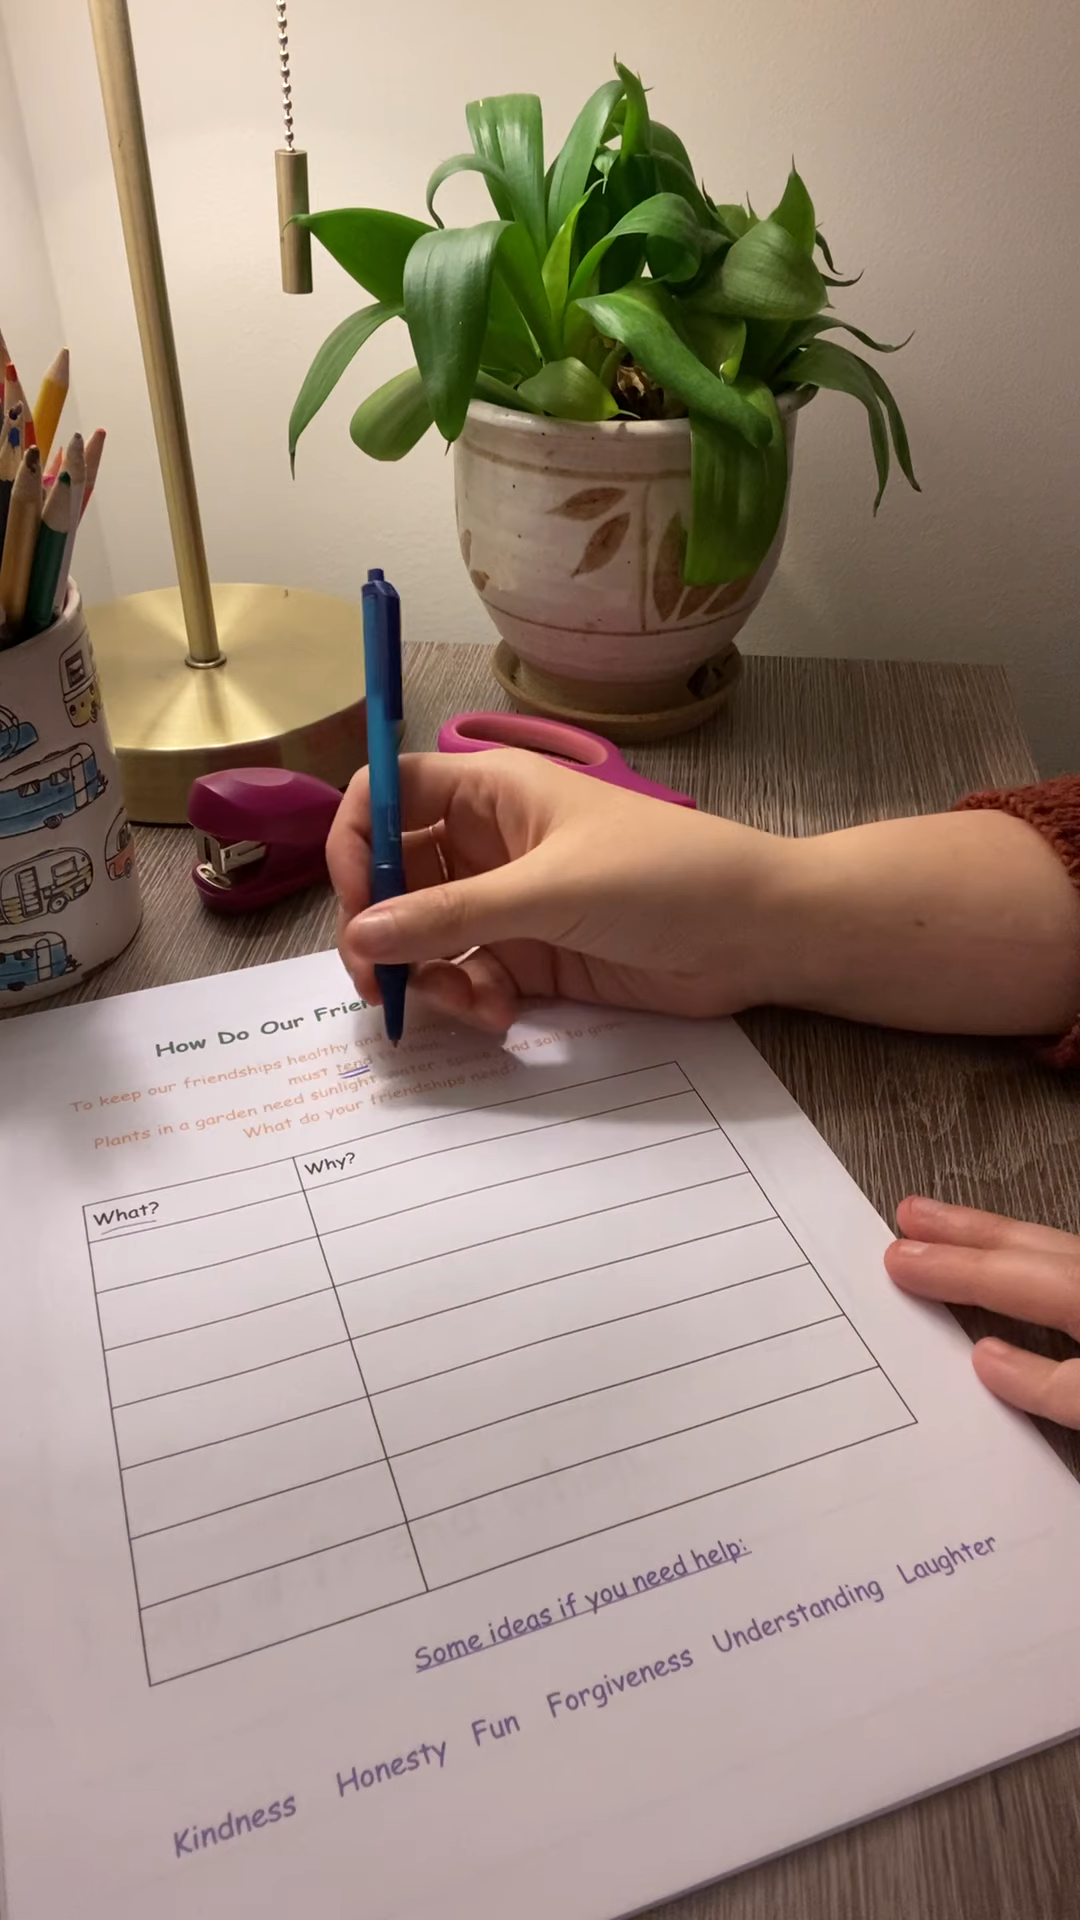 How Do Our Frien
To keep our friendships healthy and
must tend
Plants in a garden need sunlight, water, space, and soil to grow.
What do your friendships need?
What?
Why?
Some ideas if you need help:
Kindness Honesty Fun Forgiveness Understanding Laughter